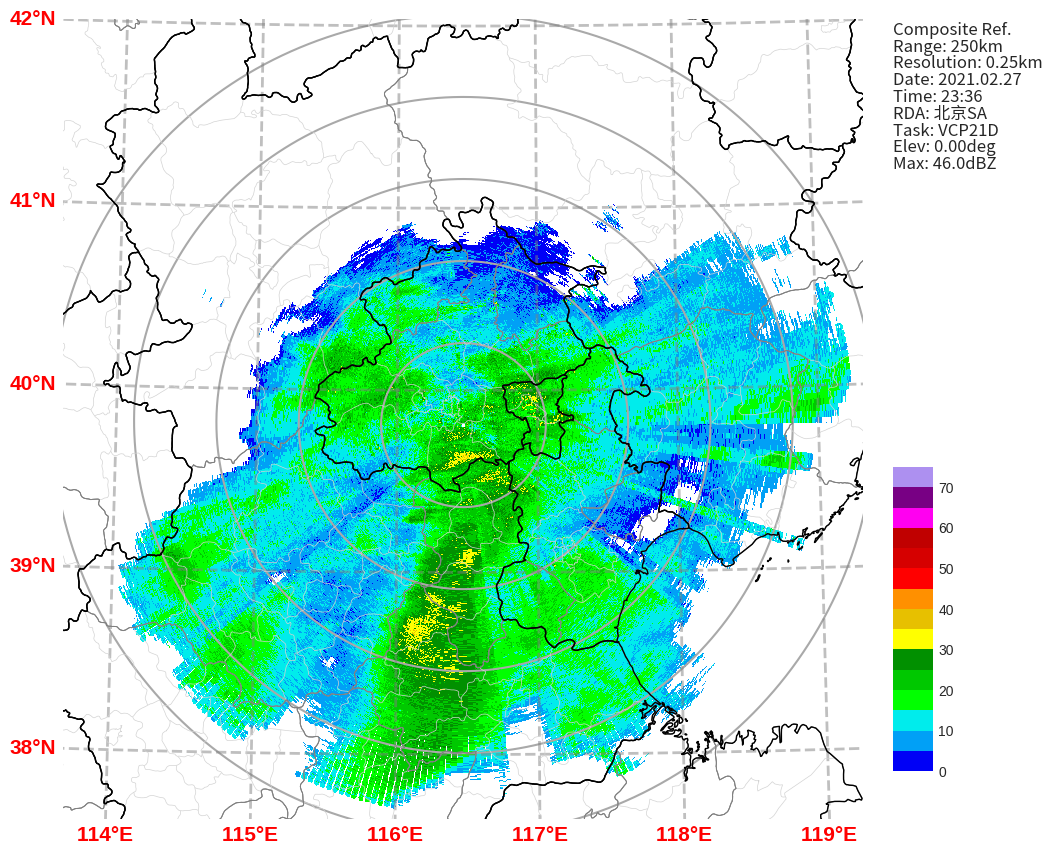 42°N
41°N
40°N
39°N
38°N
114°E 115°E 116°E 117°E 118°E 119°E
Composite Ref.
Range: 250km
Resolution: 0.25km
Date: 2021.02.27
Time: 23:36
RDA: 北京SA
Task: VCP21D
Elev: 0.00deg
Max: 46.0dBZ
70
60
50
40
30
20
10
0